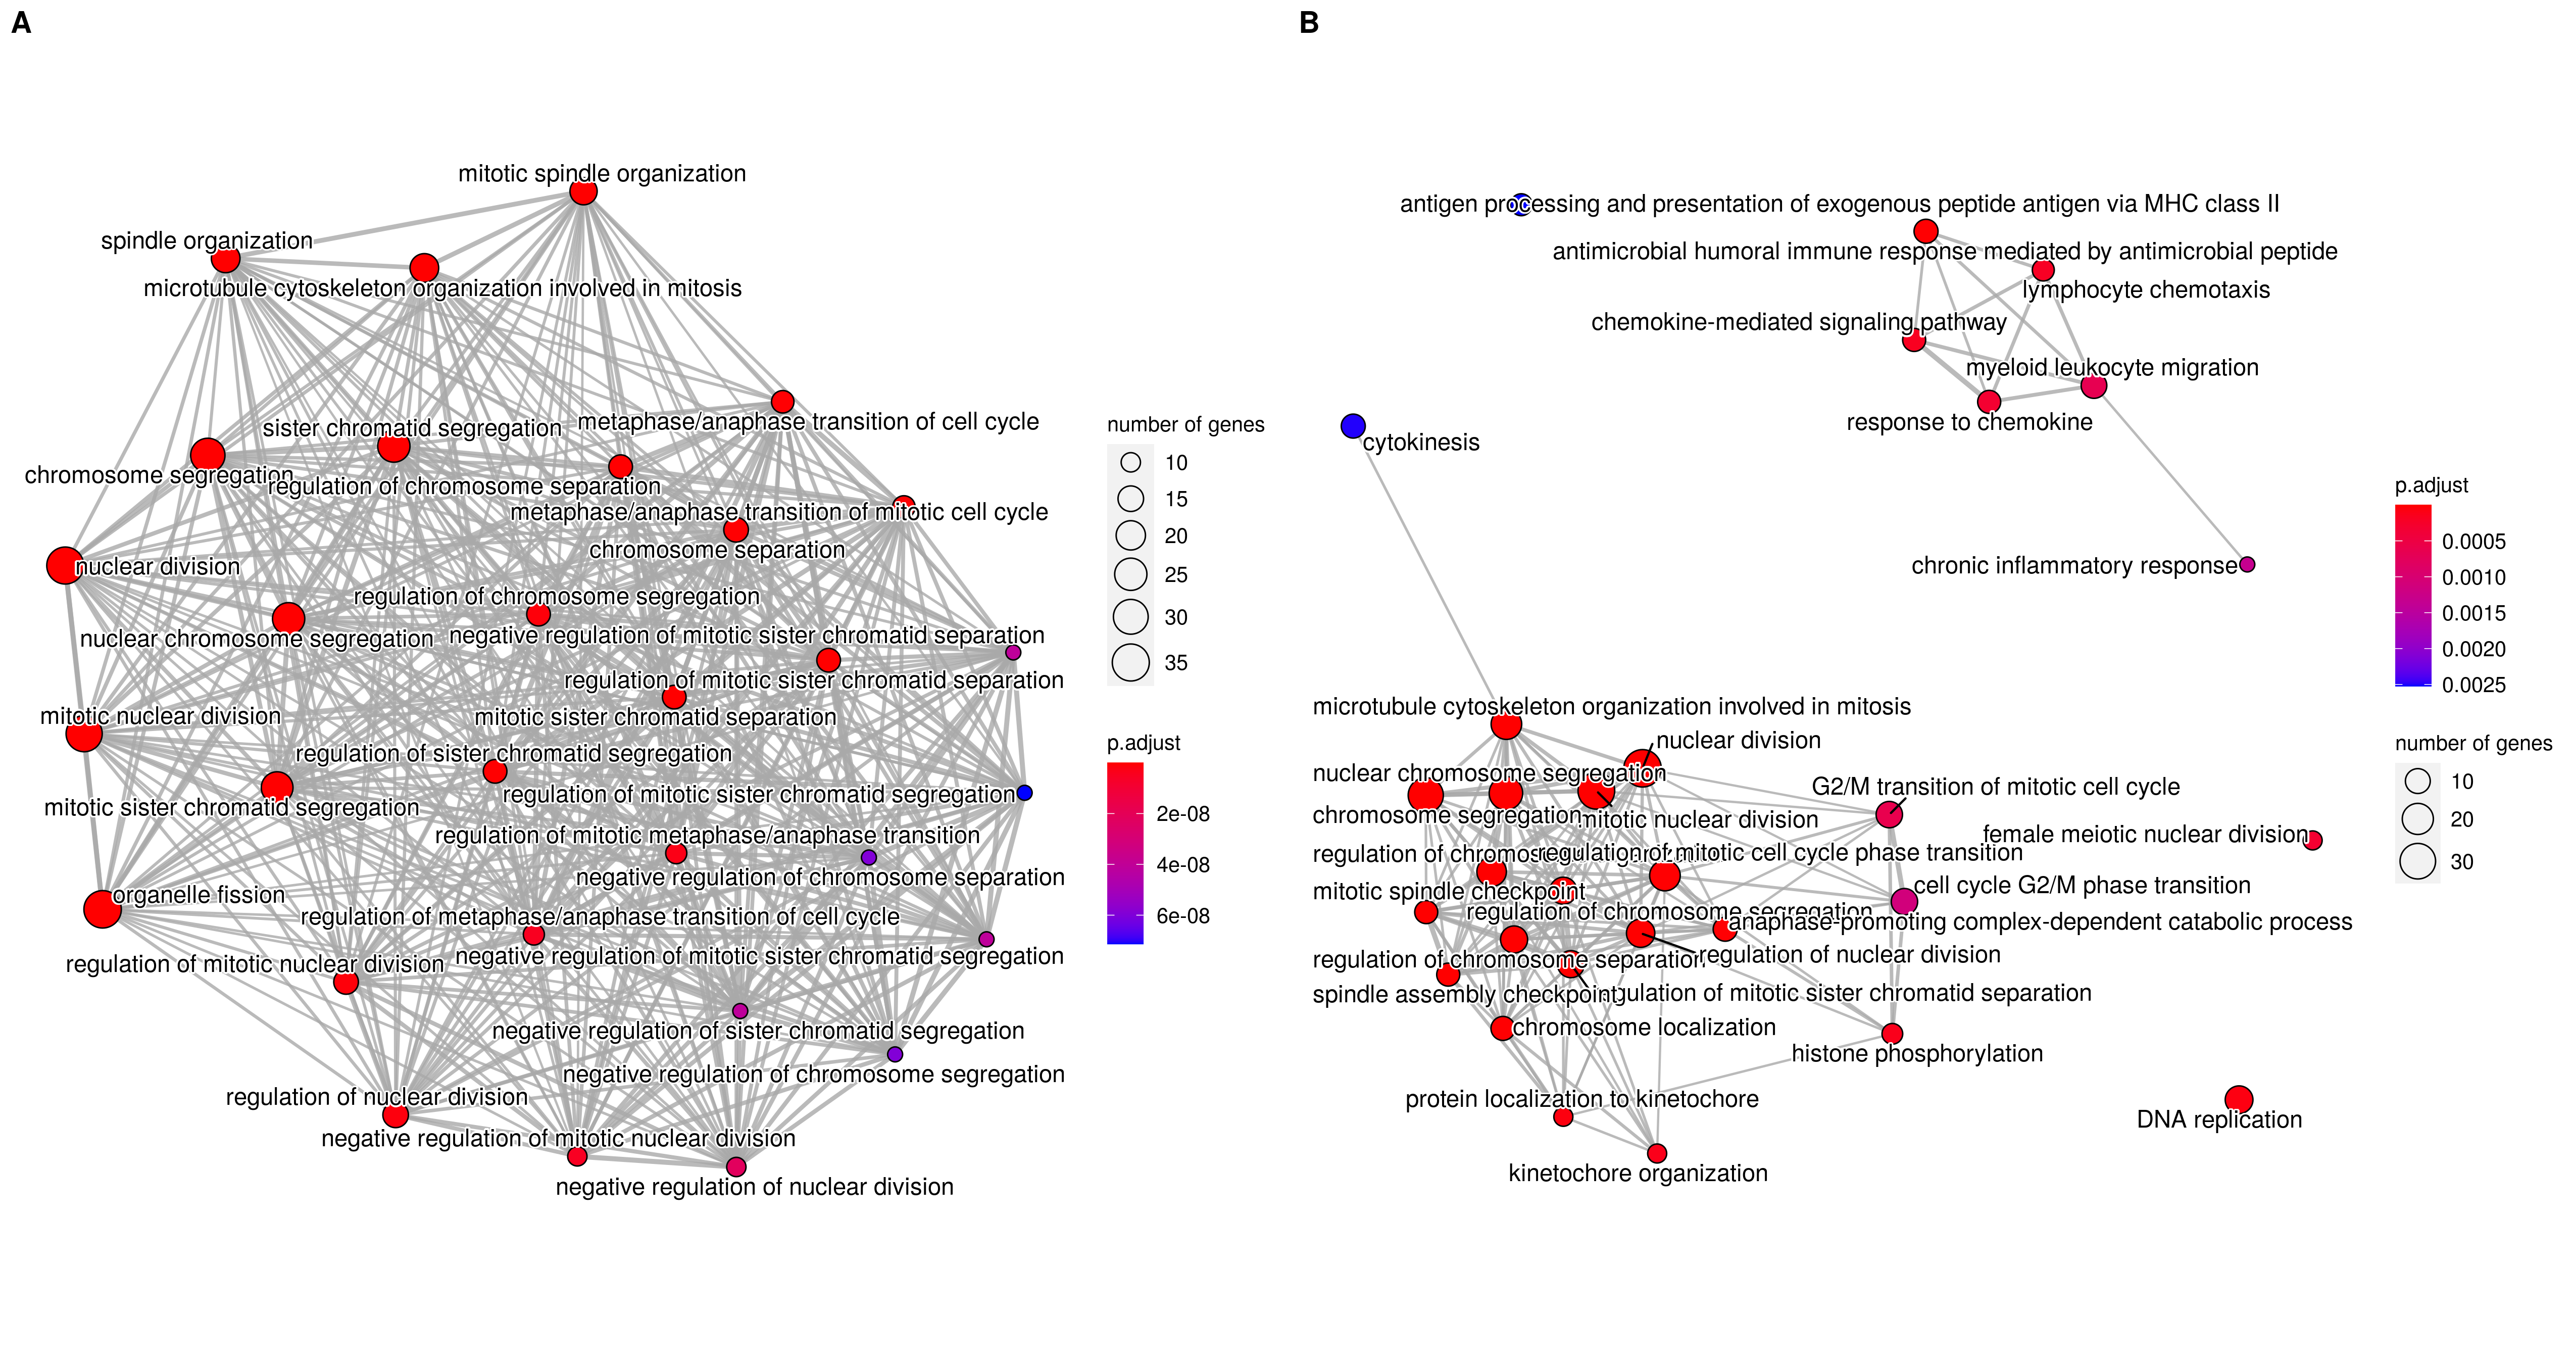 A
mitotic spindle organization
spindle organization
microtubule cytoskeleton organization involved in mitosis
metaphase/anaphase transition of cell cycle
sister chromatid segregation
chromosome segregation
regulation of chromosome separation
metaphase/anaphase transition of mitotic cell cycle
chromosome separation
nuclear division
regulation of chromosome segregation
nuclear chromosome segregation
negative regulation of mitotic sister chromatid separation
regulation of mitotic sister chromatid separation
mitotic nuclear division
mitotic sister chromatid separation
regulation of sister chromatid segregation
regulation of mitotic sister chromatid segregation
mitotic sister chromatid segregation
regulation of mitotic metaphase/anaphase transition
negative regulation of chromosome separation
organelle fission
regulation of metaphase/anaphase transition of cell cycle
negative regulation of mitotic sister chromatid segregation
regulation of mitotic nuclear division
negative regulation of sister chromatid segregation
negative regulation of chromosome segregation
regulation of nuclear division
negative regulation of mitotic nuclear division
negative regulation of nuclear division
number of genes
10
15
20
25
30
35
p.adjust
2e-08
4e-08
6e-08
B
antigen processing and presentation of exogenous peptide antigen via MHC class II
antimicrobial humoral immune response mediated by antimicrobial peptide
lymphocyte chemotaxis
chemokine-mediated signaling pathway
myeloid leukocyte migration
response to chemokine
cytokinesis
chronic inflammatory response
microtubule cytoskeleton organization involved in mitosis
nuclear division
nuclear chromosome segregation
G2/M transition of mitotic cell cycle
chromosome segregation
mitotic nuclear division
female meiotic nuclear division
regulation of
regulation of mitotic cell cycle phase transition
mitotic spindle checkpoint
cell cycle G2/M phase transition
regulation of chromosome segregation
anaphase-promoting complex-dependent catabolic process
regulation of chromosome separation
regulation of nuclear division
spindle assembly checkpoint
of mitotic sister chromatid separation
chromosome localization
histone phosphorylation
protein localization to kinetochore
DNA replication
kinetochore organization
p.adjust
0.0005
0.0010
0.0015
0.0020
0.0025
number of genes
10
20
30